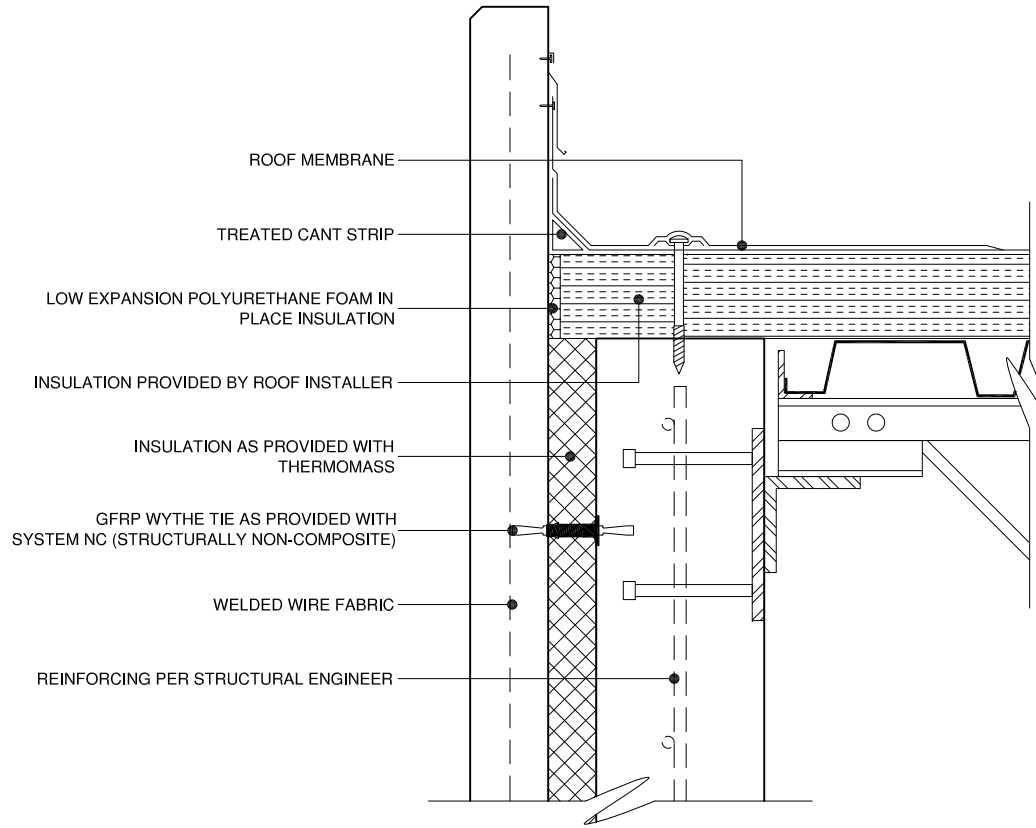 ROOF MEMBRANE
TREATED CANT STRIP
LOW EXPANSION POLYURETHANE FOAM IN
PLACE INSULATION
INSULATION PROVIDED BY ROOF INSTALLER
INSULATION AS PROVIDED WITH
THERMOMASS
GFRP WYTHE TIE AS PROVIDED WITH
SYSTEM NC (STRUCTURALLY NON-COMPOSITE)
WELDED WIRE FABRIC
REINFORCING PER STRUCTURAL ENGINEER